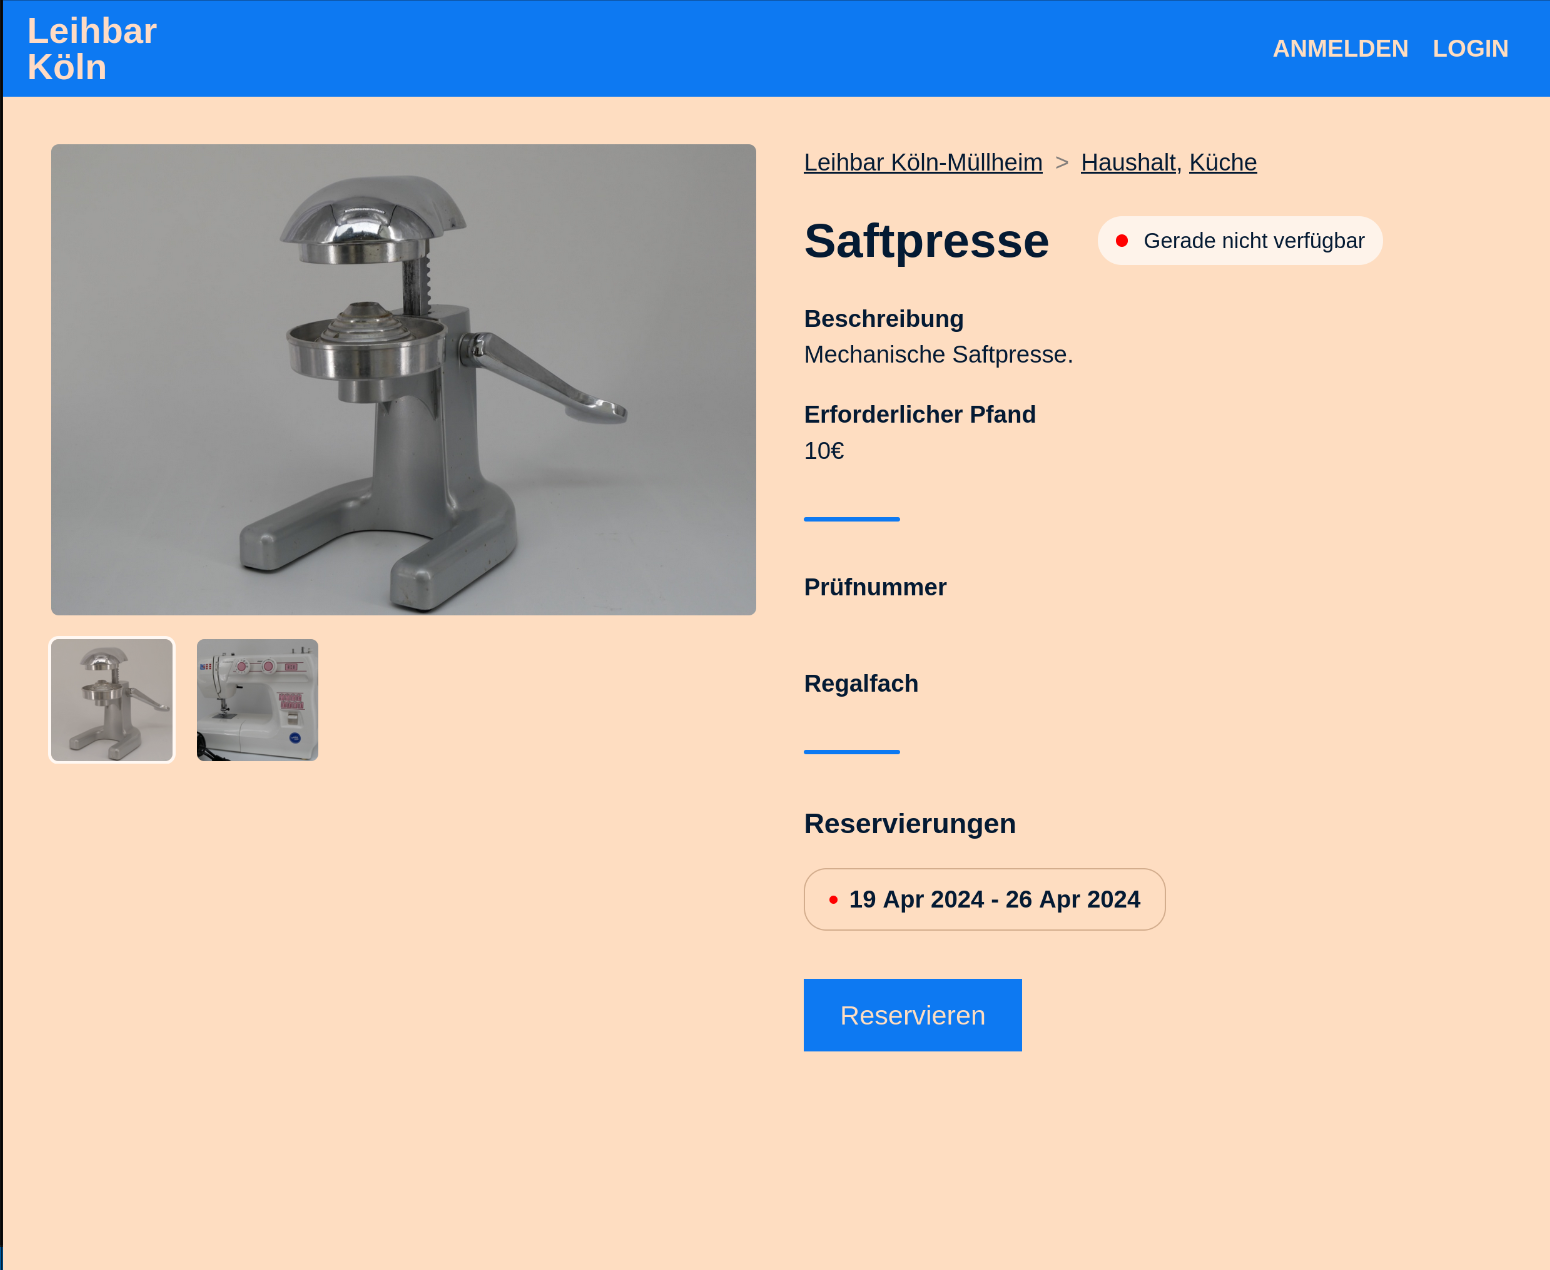 Leihbar
Köln
ANMELDEN LOGIN
Leihbar Köln-Müllheim > Haushalt, Küche
Saftpresse
Gerade nicht verfügbar
Beschreibung
Mechanische Saftpresse.
Erforderlicher Pfand
10€
Prüfnummer
Regalfach
Reservierungen
19 Apr 2024 - 26 Apr 2024
Reservieren